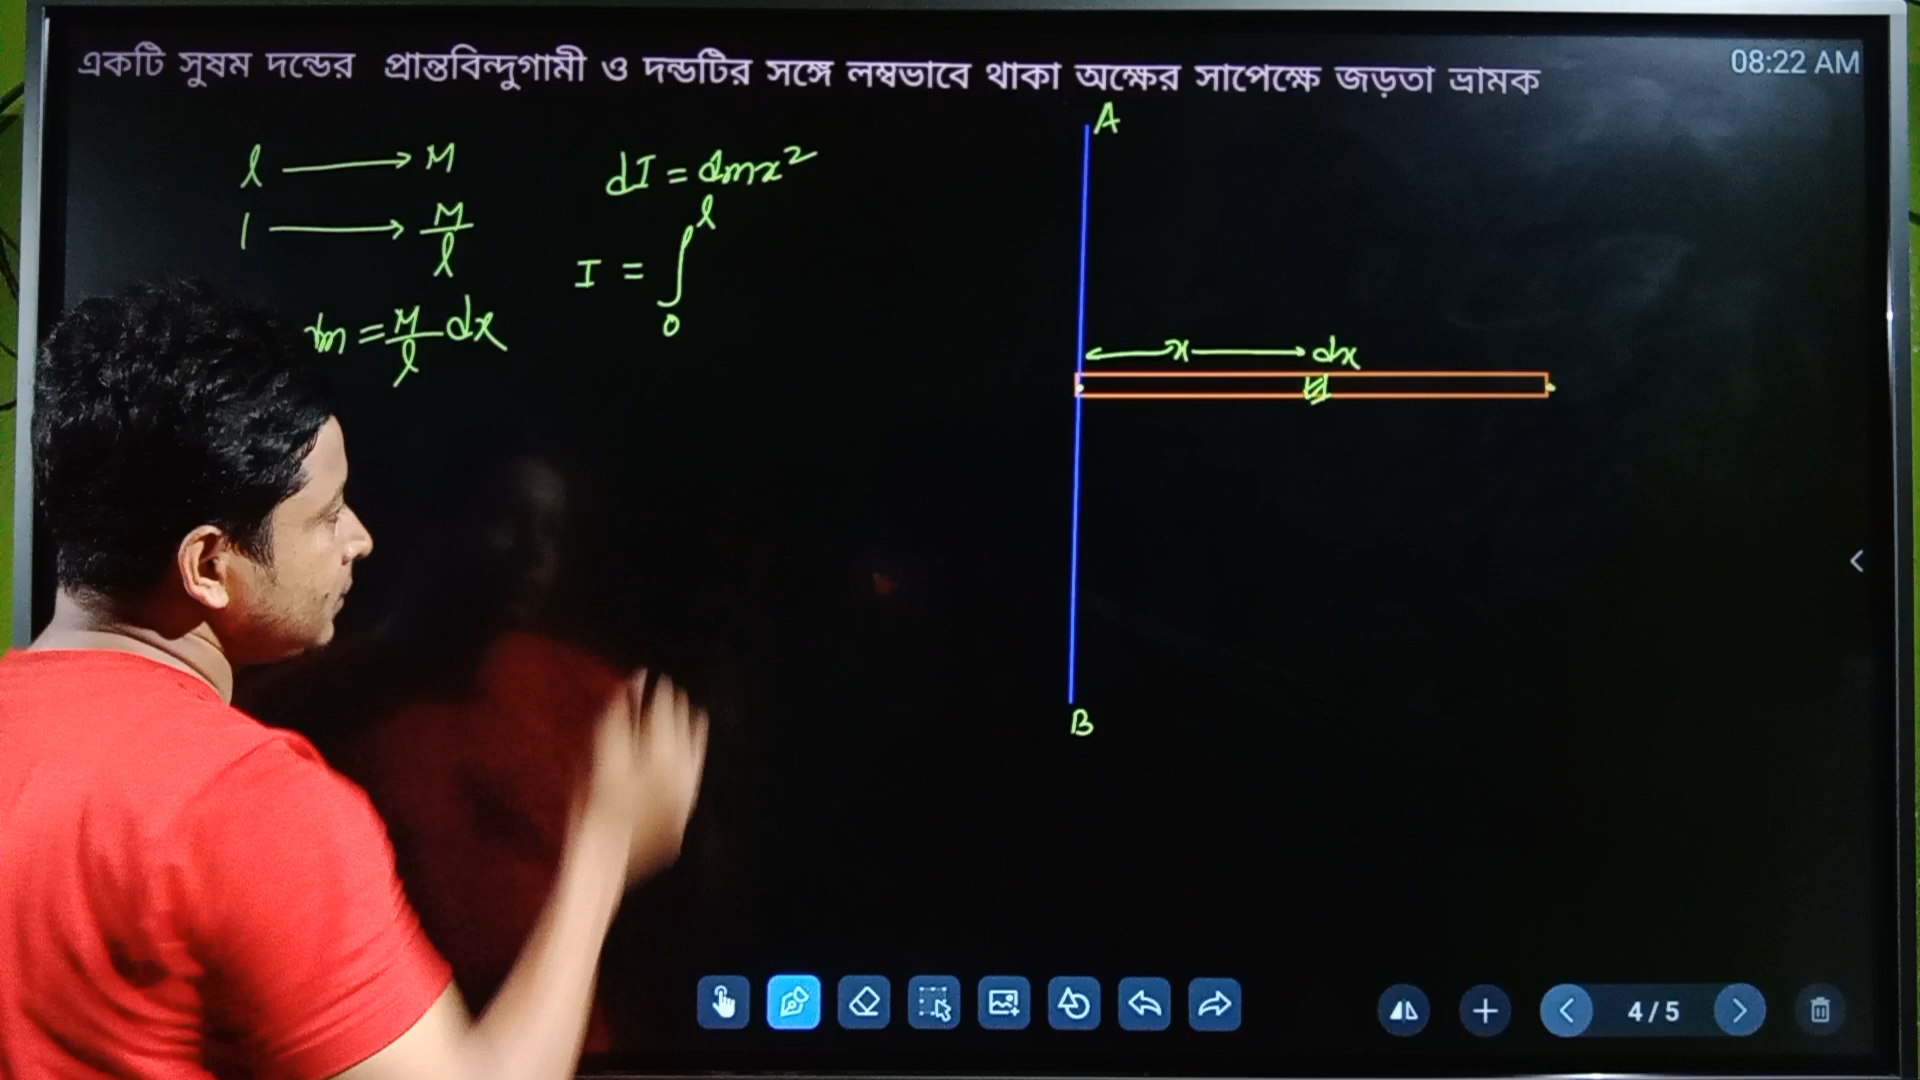 একটি সুষম দন্ডের প্রান্তবিন্দুগামী ও দন্ডটির সঙ্গে লম্বভাবে থাকা অক্ষের সাপেক্ষে জড়তা ভ্রামক
08:22 AM
l → M
1 → M/l
dm = M/l dx
dI = dmx²
I = ∫₀ˡ
A
x dx
B
4 / 5